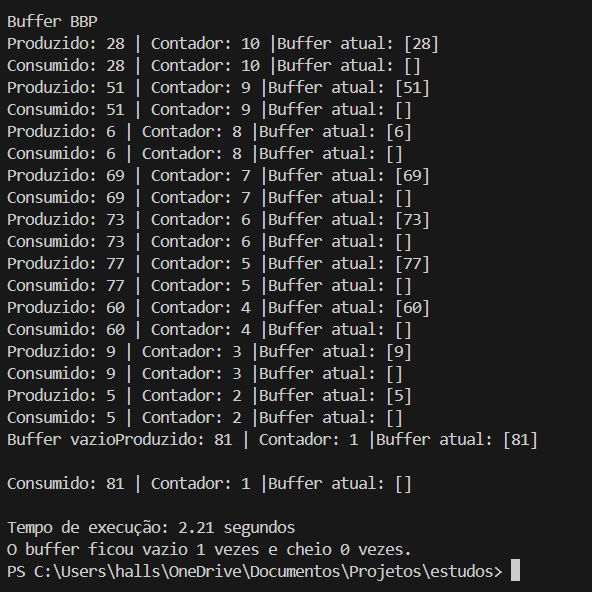 Buffer BBP
Produzido: 28 | Contador: 10 |Buffer atual: [28]
Consumido: 28 | Contador: 10 |Buffer atual: []
Produzido: 51 | Contador: 9 |Buffer atual: [51]
Consumido: 51 | Contador: 9 |Buffer atual: []
Produzido: 6 | Contador: 8 |Buffer atual: [6]
Consumido: 6 | Contador: 8 |Buffer atual: []
Produzido: 69 | Contador: 7 |Buffer atual: [69]
Consumido: 69 | Contador: 7 |Buffer atual: []
Produzido: 73 | Contador: 6 |Buffer atual: [73]
Consumido: 73 | Contador: 6 |Buffer atual: []
Produzido: 77 | Contador: 5 |Buffer atual: [77]
Consumido: 77 | Contador: 5 |Buffer atual: []
Produzido: 60 | Contador: 4 |Buffer atual: [60]
Consumido: 60 | Contador: 4 |Buffer atual: []
Produzido: 9 | Contador: 3 |Buffer atual: [9]
Consumido: 9 | Contador: 3 |Buffer atual: []
Produzido: 5 | Contador: 2 |Buffer atual: [5]
Consumido: 5 | Contador: 2 |Buffer atual: []
Buffer vazioProduzido: 81 | Contador: 1 |Buffer atual: [81]
Consumido: 81 | Contador: 1 |Buffer atual: []
Tempo de execução: 2.21 segundos
O buffer ficou vazio 1 vezes e cheio 0 vezes.
PS C:\Users\halls\OneDrive\Documentos\Projetos\estudos>